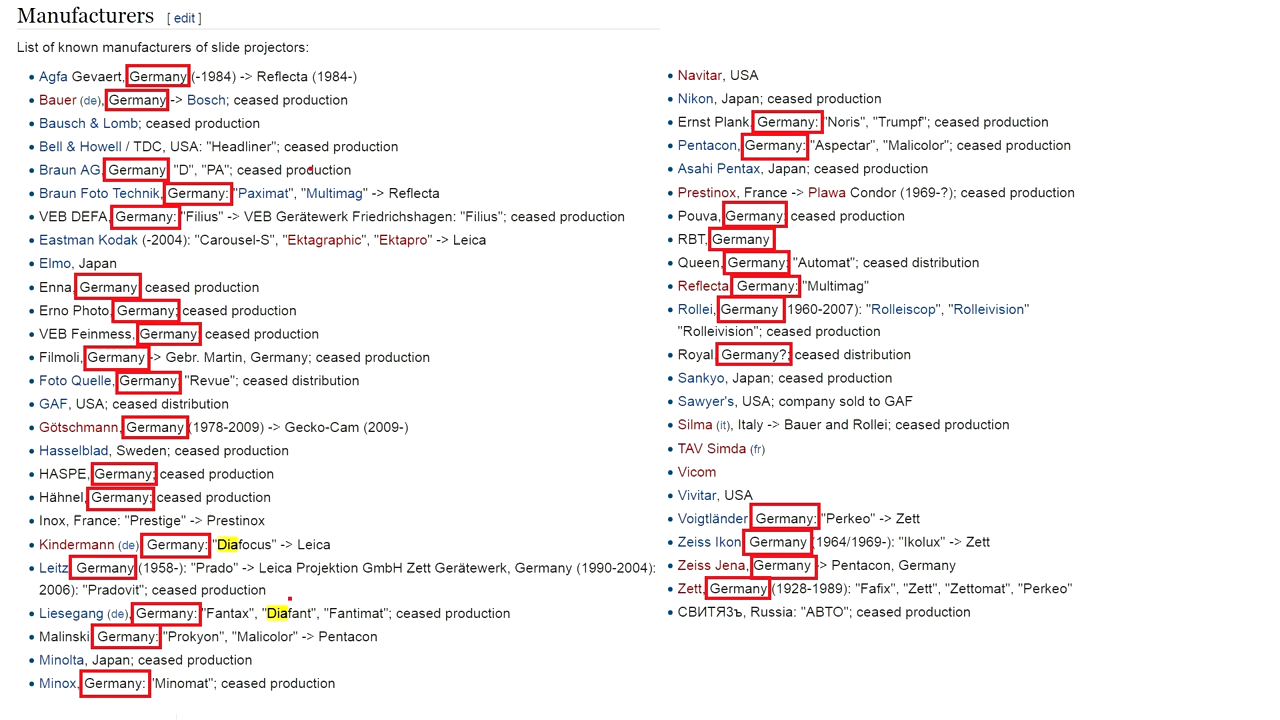 Manufacturers [ edit ]
List of known manufacturers of slide projectors:
Agfa Gevaert, Germany (-1984) -> Reflecta (1984-)
Bauer (de), Germany -> Bosch; ceased production
Bausch & Lomb; ceased production
Bell & Howell / TDC, USA: "Headliner"; ceased production
Braun AG, Germany: "D", "PA"; ceased production
Braun Foto Technik, Germany: "Paximat", "Multimag" -> Reflecta
VEB DEFA, Germany: "Filius" -> VEB Gerätewerk Friedrichshagen: "Filius"; ceased production
Eastman Kodak (-2004): "Carousel-S", "Ektagraphic", "Ektapro" -> Leica
Elmo, Japan
Enna, Germany; ceased production
Erno Photo, Germany; ceased production
VEB Feinmess, Germany; ceased production
Filmoli, Germany -> Gebr. Martin, Germany; ceased production
Foto Quelle, Germany: "Revue"; ceased distribution
GAF, USA; ceased distribution
Götschmann, Germany (1978-2009) -> Gecko-Cam (2009-)
Hasselblad, Sweden; ceased production
HASPE, Germany; ceased production
Hähnel, Germany; ceased production
Inox, France: "Prestige" -> Prestinox
Kindermann (de), Germany: "Diafocus" -> Leica
Leitz, Germany (1958-): "Prado" -> Leica Projektion GmbH Zett Gerätewerk, Germany (1990-2004):
2006): "Pradovit"; ceased production
Liesegang (de), Germany: "Fantax", "Diafant", "Fantimat"; ceased production
Malinski, Germany: "Prokyon", "Malicolor" -> Pentacon
Minolta, Japan; ceased production
Minox, Germany: "Minomat"; ceased production
Navitar, USA
Nikon, Japan; ceased production
Ernst Plank, Germany: "Noris", "Trumpf"; ceased production
Pentacon, Germany: "Aspectar", "Malicolor"; ceased production
Asahi Pentax, Japan; ceased production
Prestinox, France -> Plawa Condor (1969-?); ceased production
Pouva, Germany; ceased production
RBT, Germany
Queen, Germany: "Automat"; ceased distribution
Reflecta, Germany: "Multimag"
Rollei, Germany (1960-2007): "Rolleiscop", "Rolleivision"
"Rolleivision"; ceased production
Royal, Germany?; ceased distribution
Sankyo, Japan; ceased production
Sawyer's, USA; company sold to GAF
Silma (it), Italy -> Bauer and Rollei; ceased production
TAV Simda (fr)
Vicom
Vivitar, USA
Voigtländer, Germany: "Perkeo" -> Zett
Zeiss Ikon, Germany (1964/1969-): "Ikolux" -> Zett
Zeiss Jena, Germany -> Pentacon, Germany
Zett, Germany (1928-1989): "Fafix", "Zett", "Zettomat", "Perkeo"
СВИТЯЗЪ, Russia: "АВТО"; ceased production